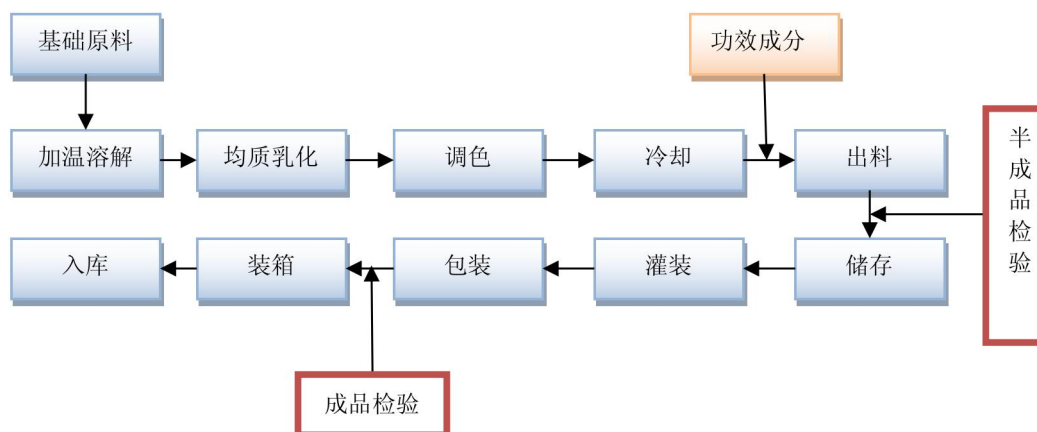 基础原料
功效成分
加温溶解
均质乳化
调色
冷却
出料
半成品检验
入库
装箱
包装
灌装
储存
成品检验